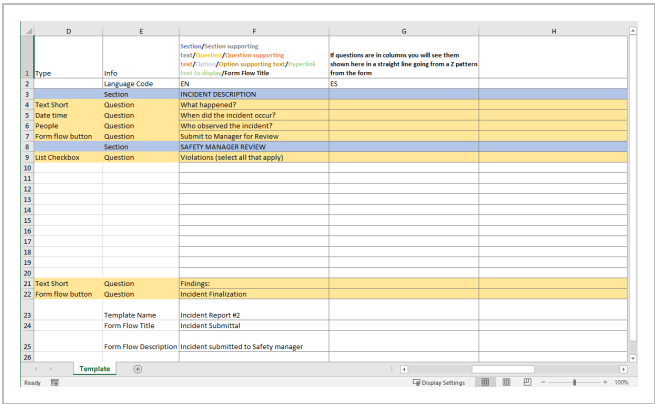 D E F G H
Section/Section supporting
text/Question/Question supporting
text/Option/Option supporting text/Hyperlink
text to display/Form Flow Title
If questions are in columns you will see them
shown here in a straight line going from a Z pattern
from the form
1 Type Info
2 Language Code EN ES
3 Section INCIDENT DESCRIPTION
4 Text Short Question What happened?
5 Date time Question When did the incident occur?
6 People Question Who observed the incident?
7 Form flow button Question Submit to Manager for Review
8 Section SAFETY MANAGER REVIEW
9 List Checkbox Question Violations (select all that apply)
10
11
12
13
14
15
16
17
18
19
20
21 Text Short Question Findings:
22 Form flow button Question Incident Finalization
23 Template Name Incident Report #2
24 Form Flow Title Incident Submittal
25 Form Flow Description Incident submitted to Safety manager
26
Template
Ready Display Settings 100%